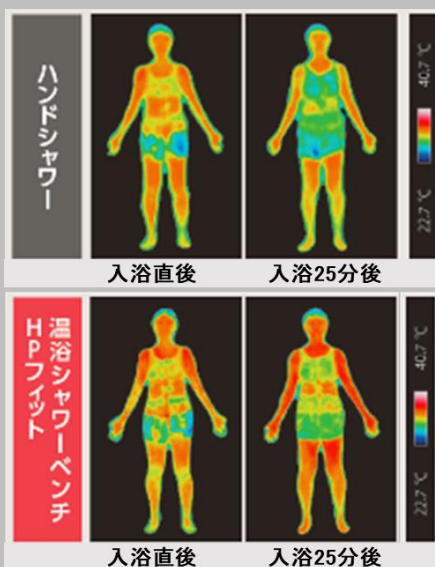 ハンドシャワー
40.7 ℃
22.7 ℃
入浴直後
入浴25分後
温浴シャワーベンチ
HPフィット
40.7 ℃
22.7 ℃
入浴直後
入浴25分後